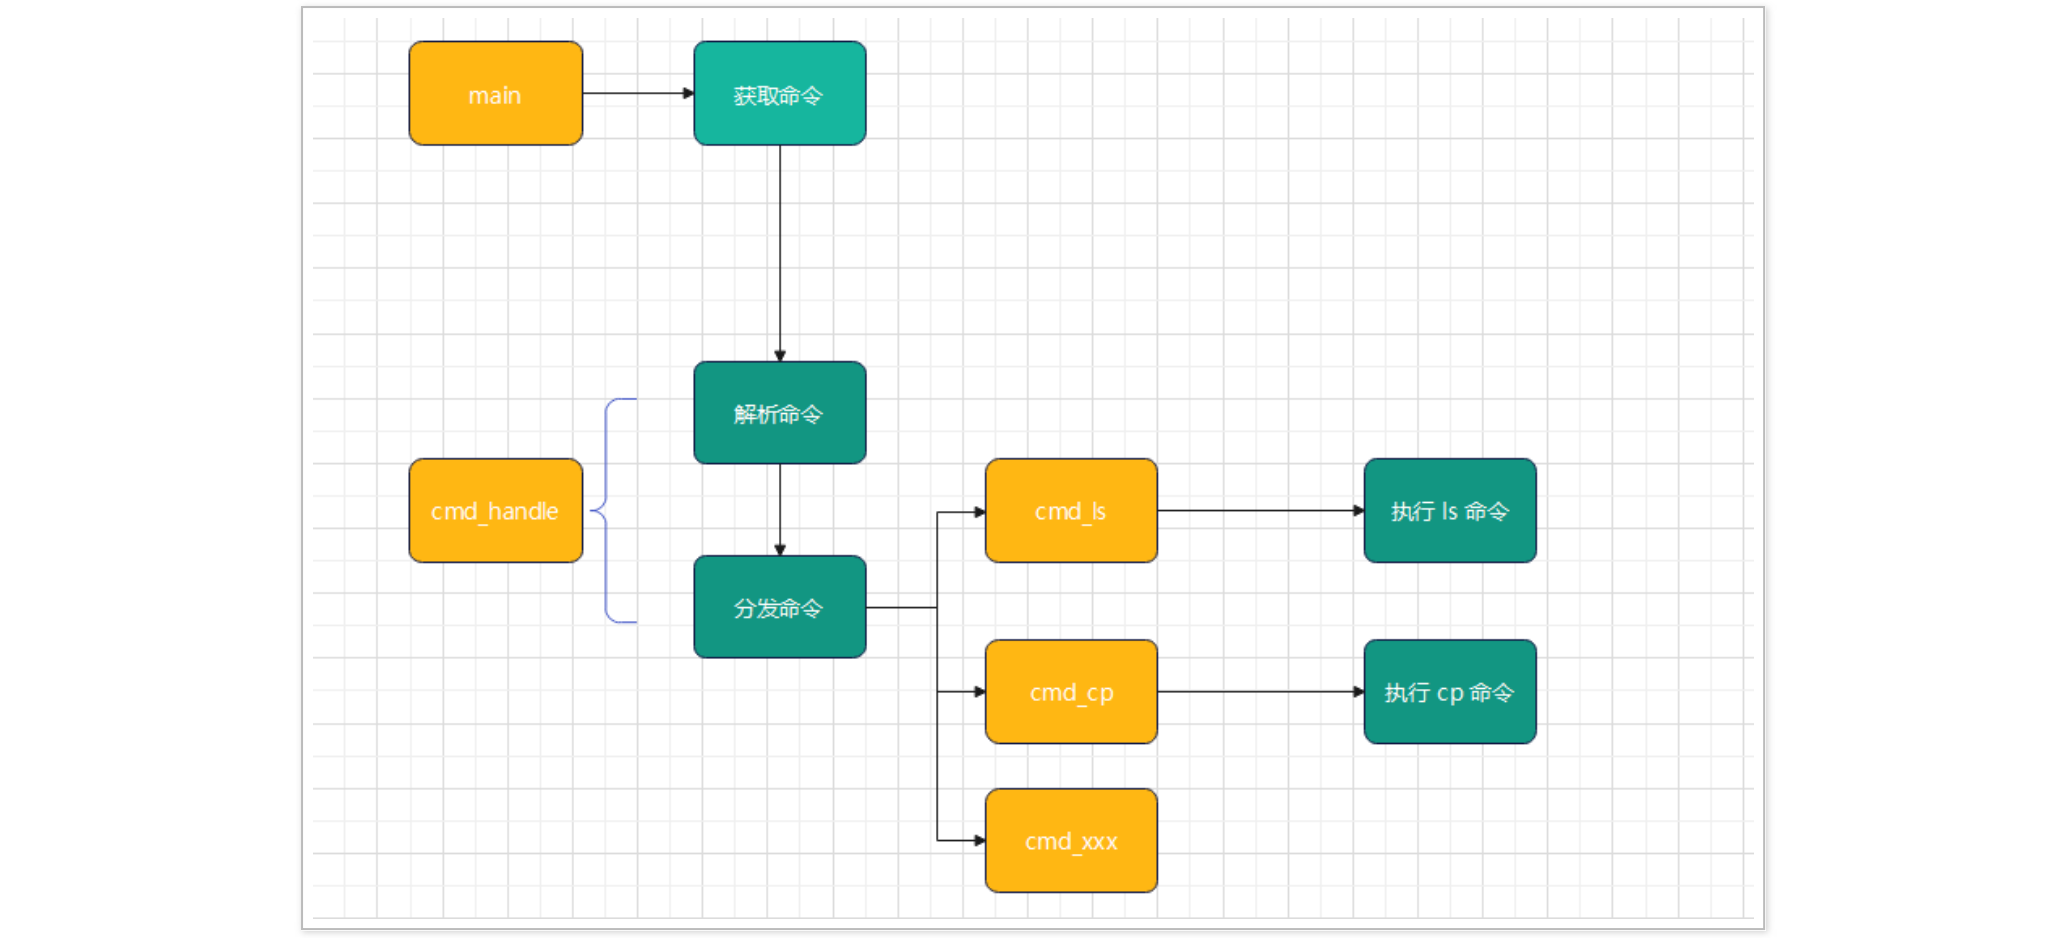 main
获取命令
解析命令
cmd_handle
分发命令
cmd_ls
执行 ls 命令
cmd_cp
执行 cp 命令
cmd_xxx